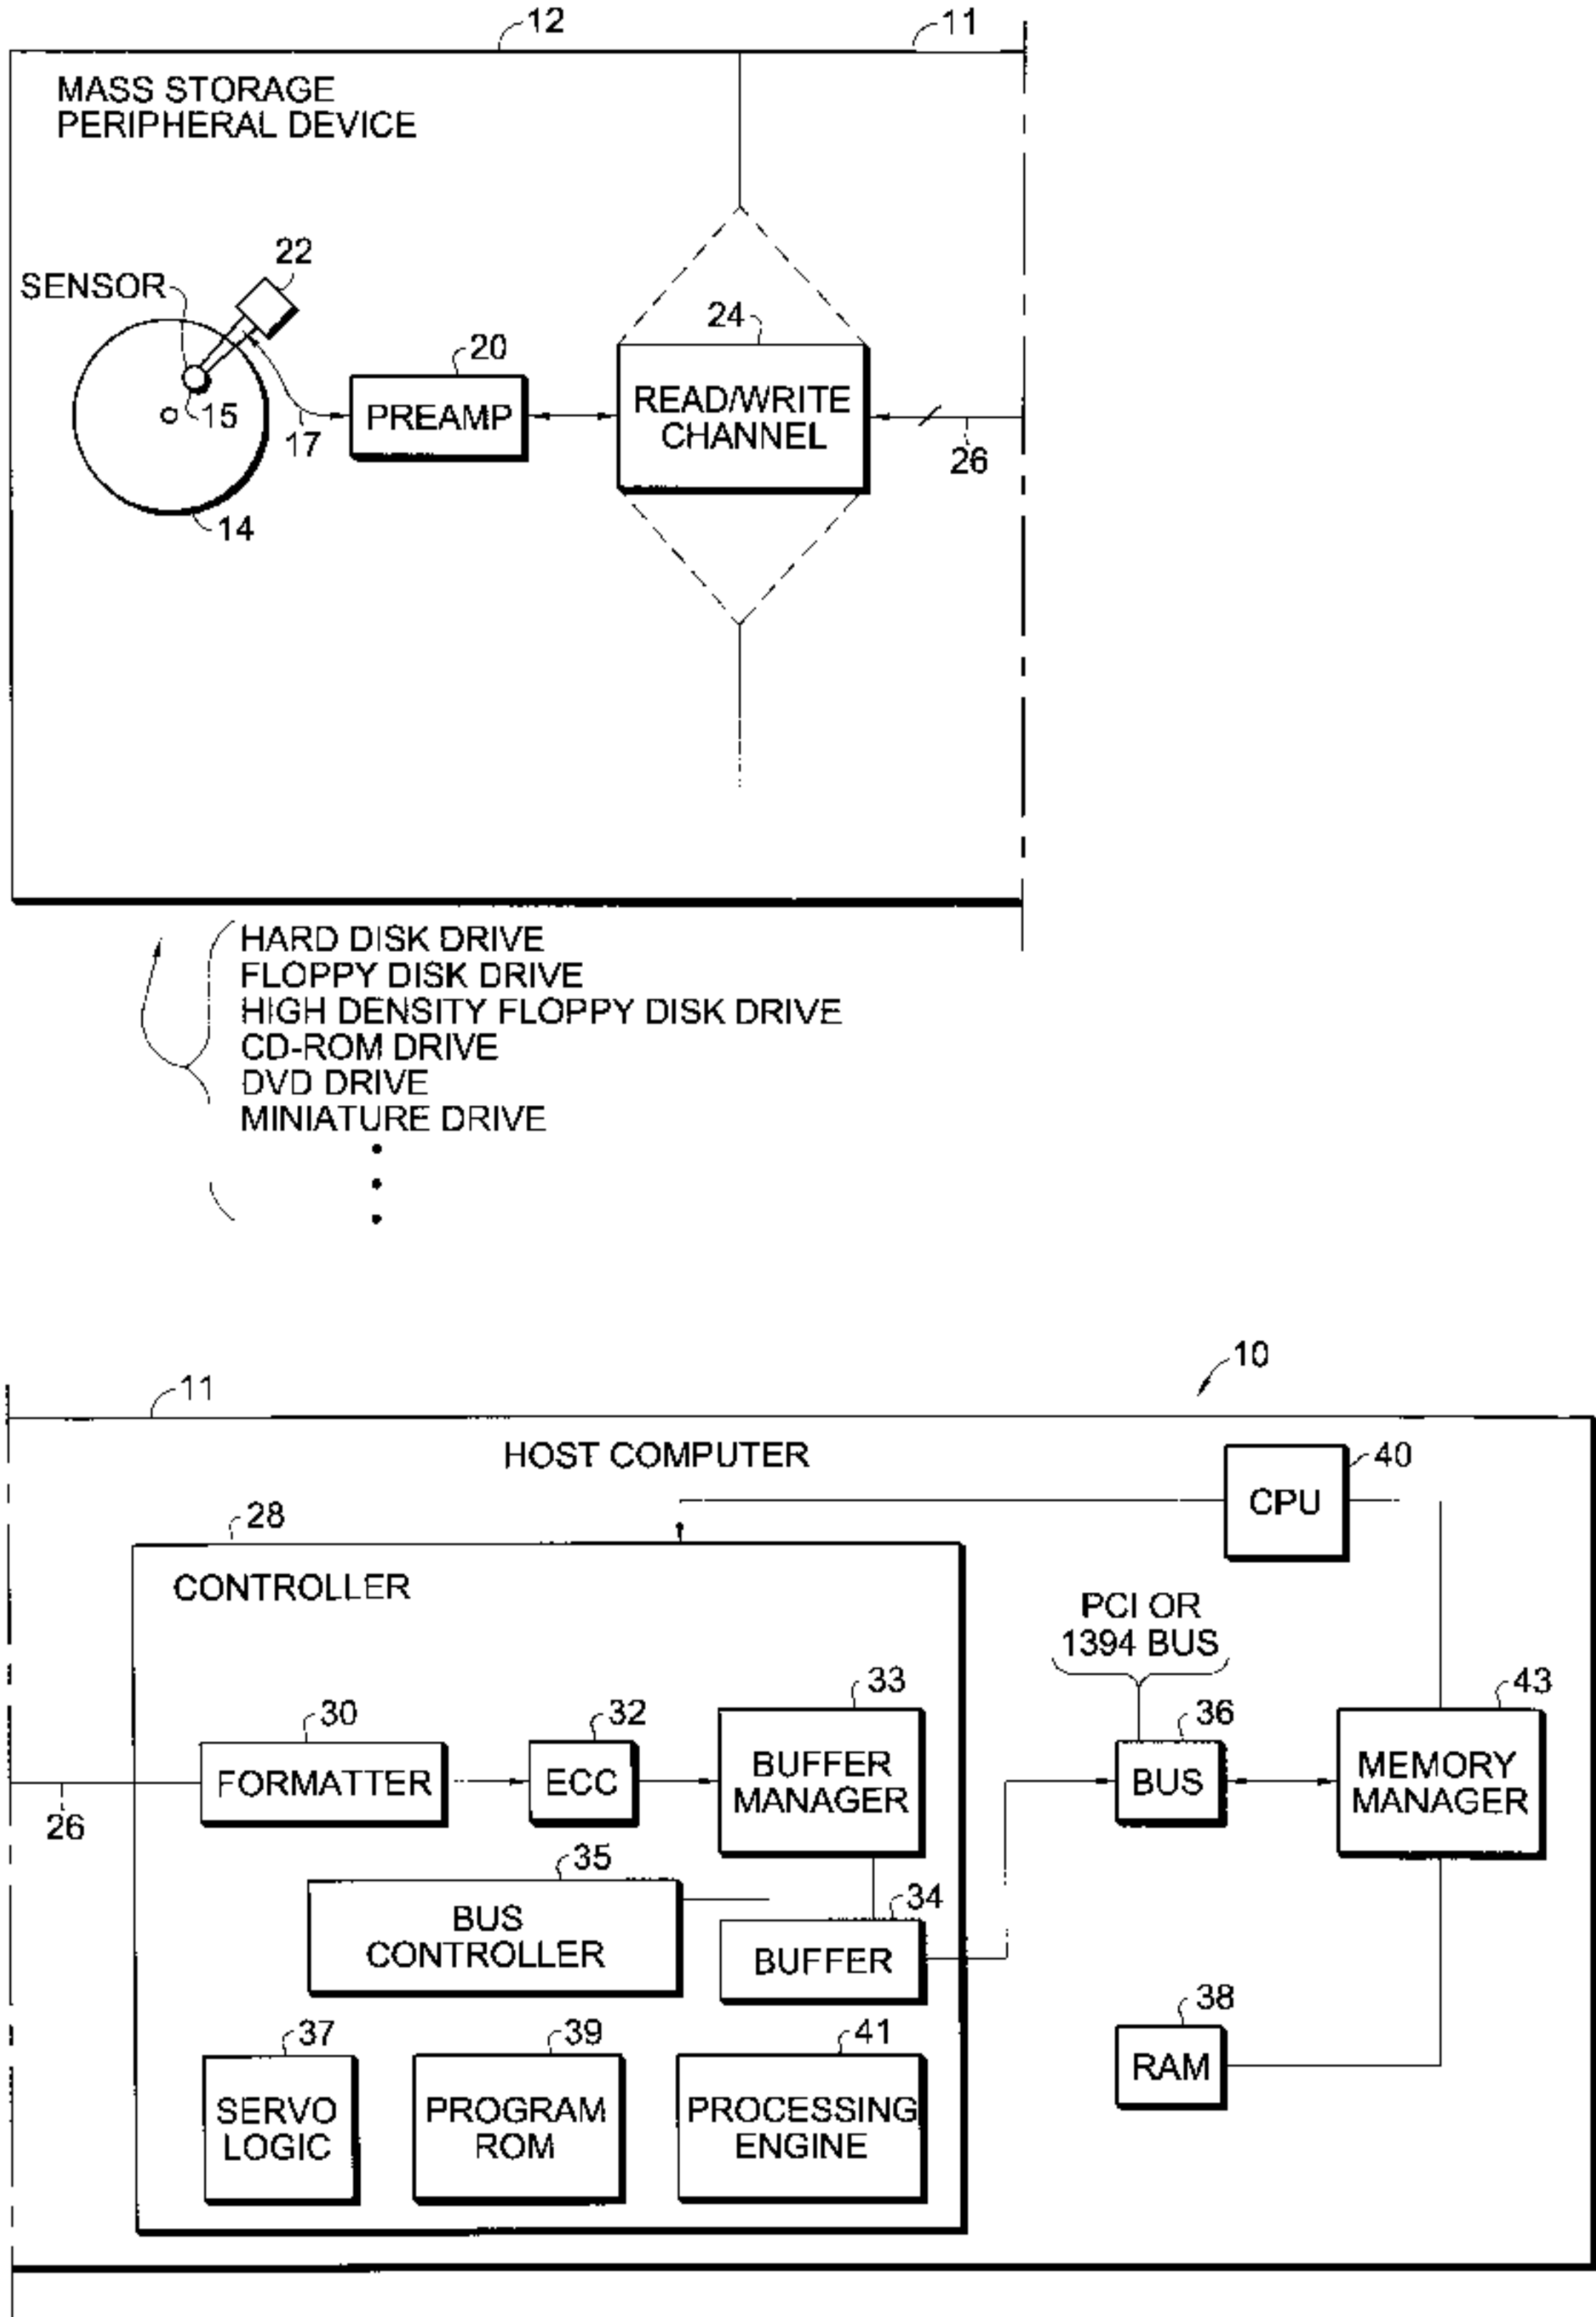 12
11
MASS STORAGE
PERIPHERAL DEVICE
22
SENSOR
24
20
PREAMP
READ/WRITE
CHANNEL
15
17
26
14
HARD DISK DRIVE
FLOPPY DISK DRIVE
HIGH DENSITY FLOPPY DISK DRIVE
CD-ROM DRIVE
DVD DRIVE
MINIATURE DRIVE
10
11
HOST COMPUTER
40
CPU
28
CONTROLLER
PCI OR
1394 BUS
33
43
30
32
36
FORMATTER
ECC
BUFFER
MANAGER
BUS
MEMORY
MANAGER
26
35
34
BUS
CONTROLLER
BUFFER
38
RAM
37
39
41
SERVO
LOGIC
PROGRAM
ROM
PROCESSING
ENGINE